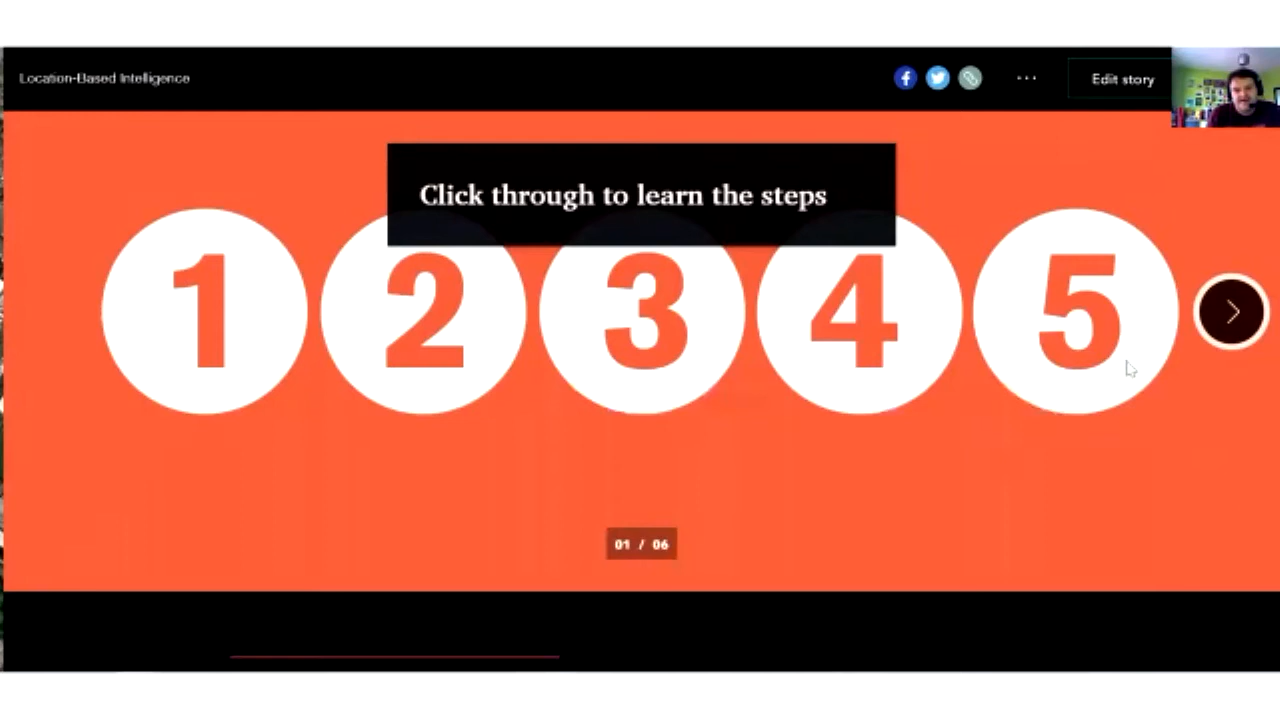 Location-Based Intelligence
Edit story
Click through to learn the steps
1 2 3 4 5
01 / 06